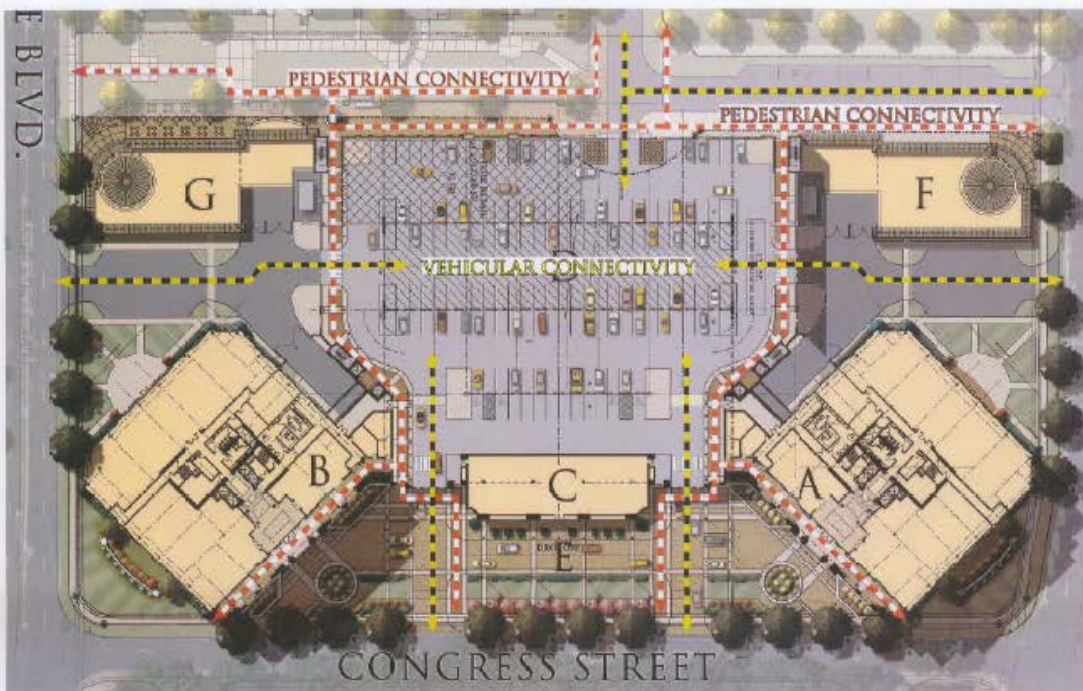 E BLVD.
PEDESTRIAN CONNECTIVITY
PEDESTRIAN CONNECTIVITY
G
F
VEHICULAR CONNECTIVITY
B
C
A
E
CONGRESS STREET